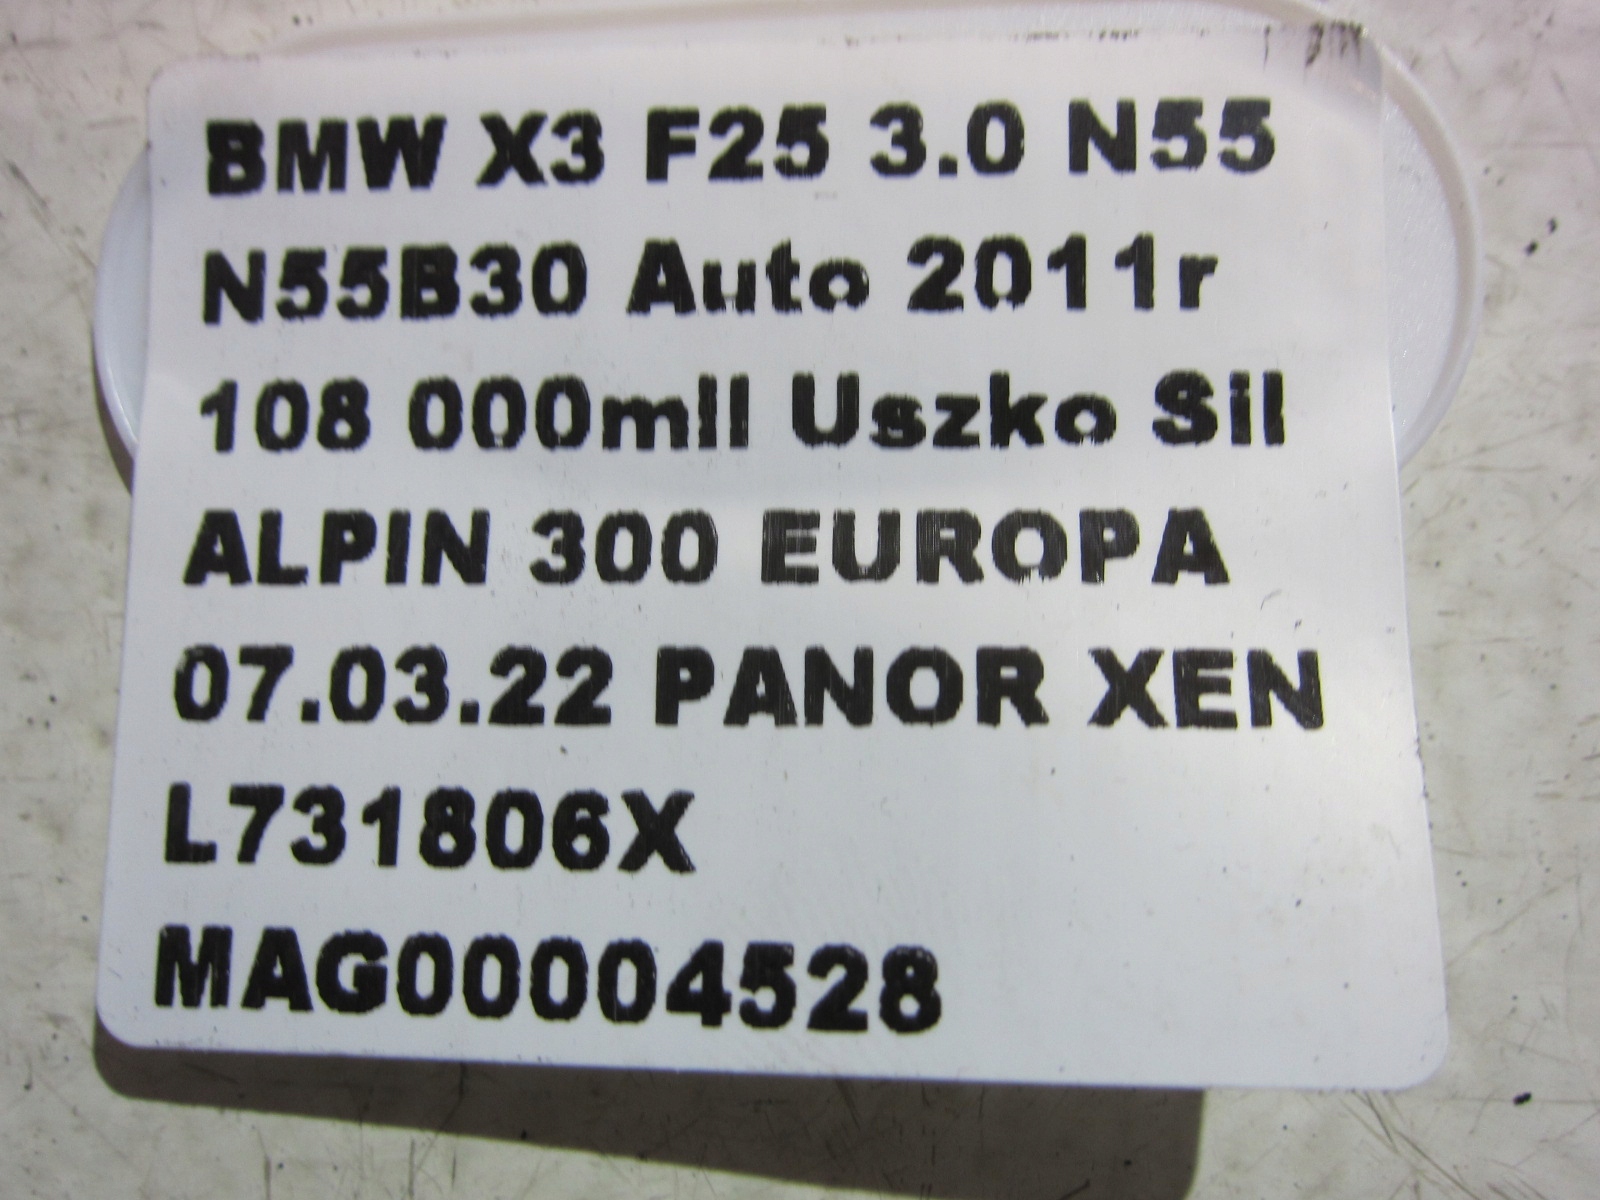 BMW X3 F25 3.0 N55
N55B30 Auto 2011r
108 000mil Uszko Sil
ALPIN 300 EUROPA
07.03.22 PANOR XEN
L731806X
MAG00004528